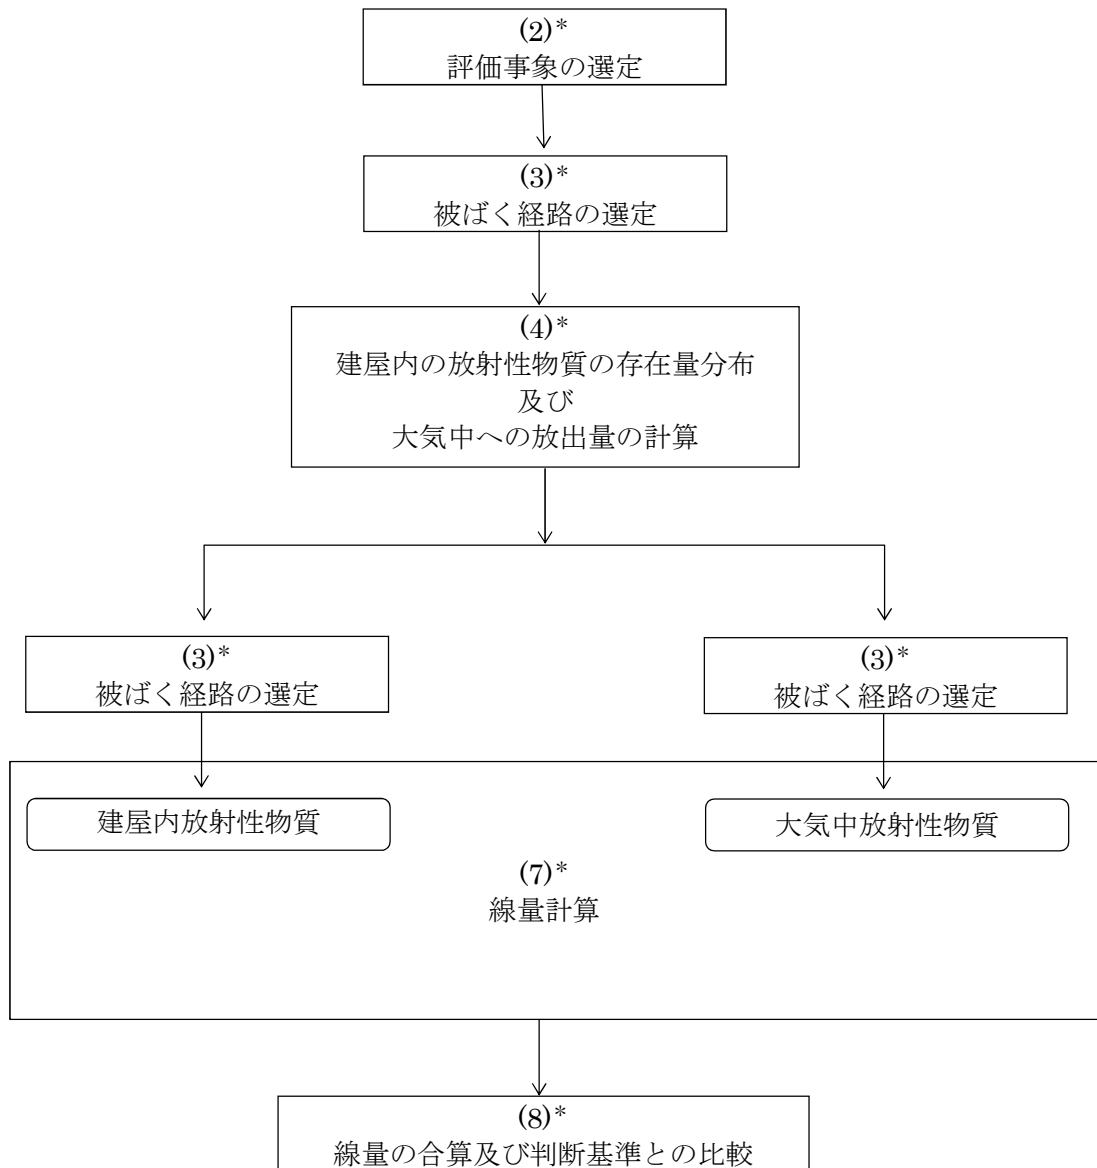 (2)*
評価事象の選定
(3)*
被ばく経路の選定
(4)*
建屋内の放射性物質の存在量分布
及び
大気中への放出量の計算
(3)*
被ばく経路の選定
(3)*
被ばく経路の選定
建屋内放射性物質
大気中放射性物質
(7)*
線量計算
(8)*
線量の合算及び判断基準との比較